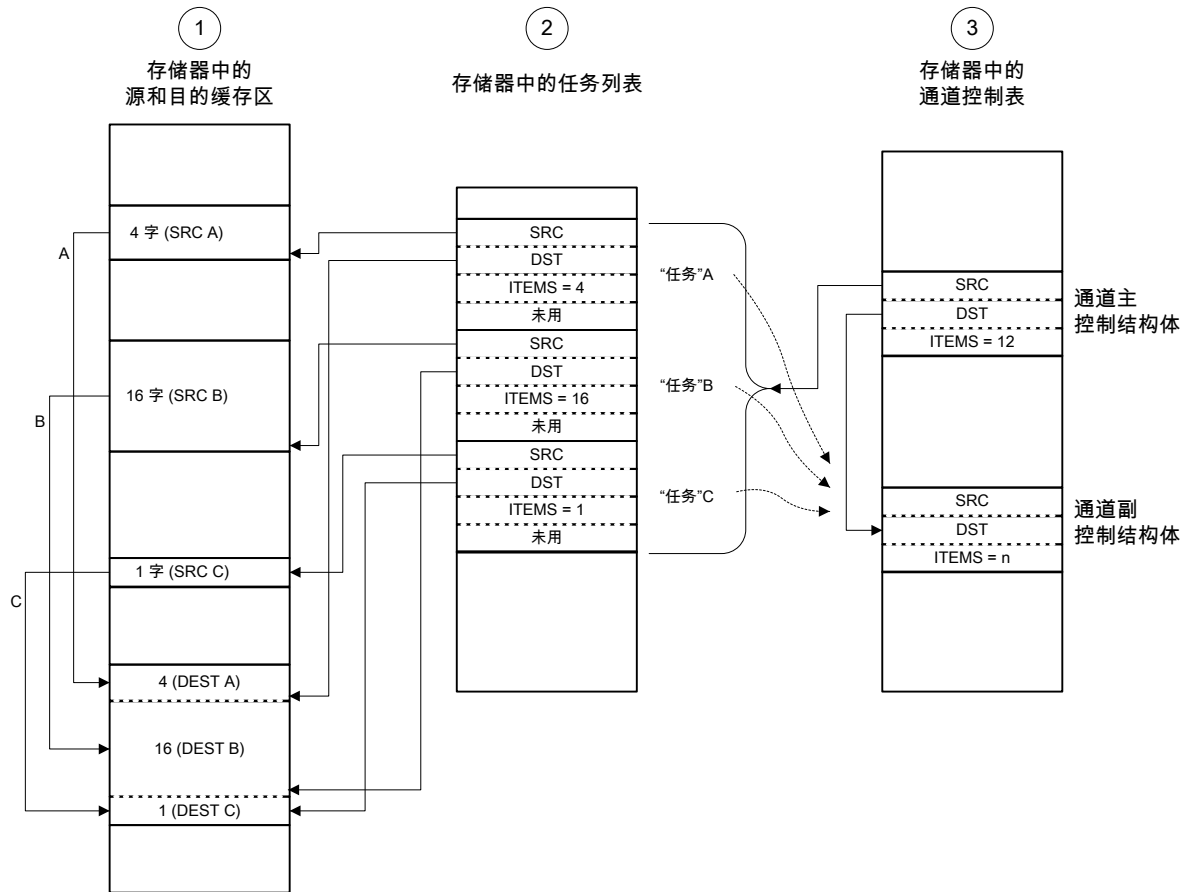 1
存储器中的
源和目的缓存区
4 字 (SRC A)
16 字 (SRC B)
1 字 (SRC C)
4 (DEST A)
16 (DEST B)
1 (DEST C)
A
B
C
2
存储器中的任务列表
SRC
DST
ITEMS = 4
未用
SRC
DST
ITEMS = 16
未用
SRC
DST
ITEMS = 1
未用
“任务”A
“任务”B
“任务”C
3
存储器中的
通道控制表
SRC
DST
ITEMS = 12
通道主
控制结构体
SRC
DST
ITEMS = n
通道副
控制结构体